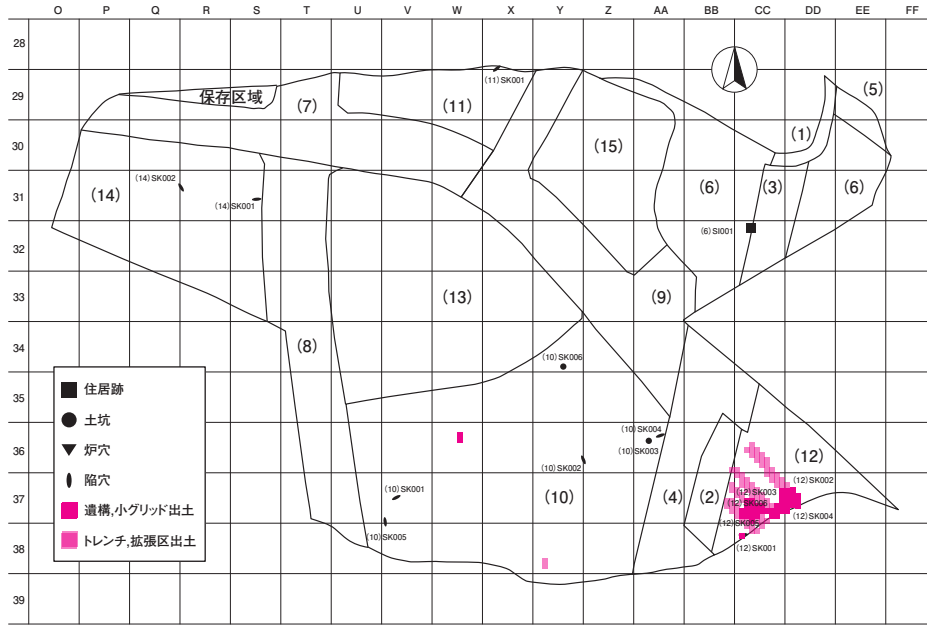 O P Q R S T U V W X Y Z AA BB CC DD EE FF
28
29
30
31
32
33
34
35
36
37
38
39
保存区域
(7)
(11)
(11)SK001
(15)
(1)
(5)
(14)
(14)SK002
(14)SK001
(6)
(3)
(6)
(6)SI001
(13)
(9)
(8)
(10)SK006
(10)SK004
(10)SK003
(10)SK002
(10)SK001
(10)SK005
(10)
(4)
(2)
(12)
(12)SK002
(12)SK003
(12)SK006
(12)SK005
(12)SK004
(12)SK001
住居跡
土坑
炉穴
陥穴
遺構,小グリッド出土
トレンチ,拡張区出土